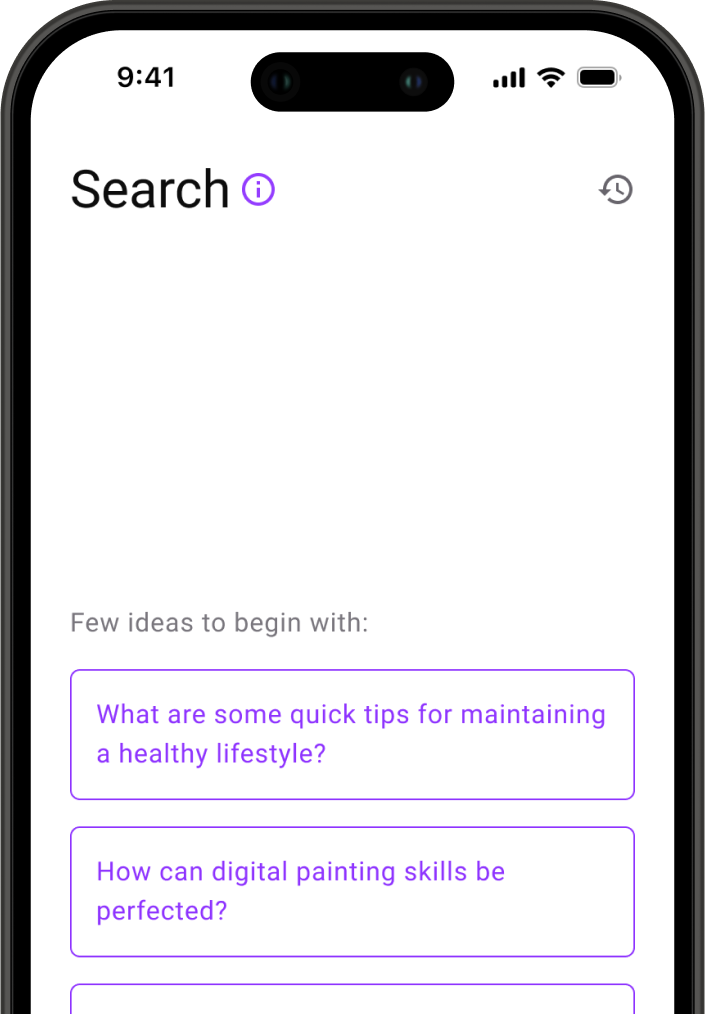 9:41
Search
Few ideas to begin with:
What are some quick tips for maintaining
a healthy lifestyle?
How can digital painting skills be
perfected?